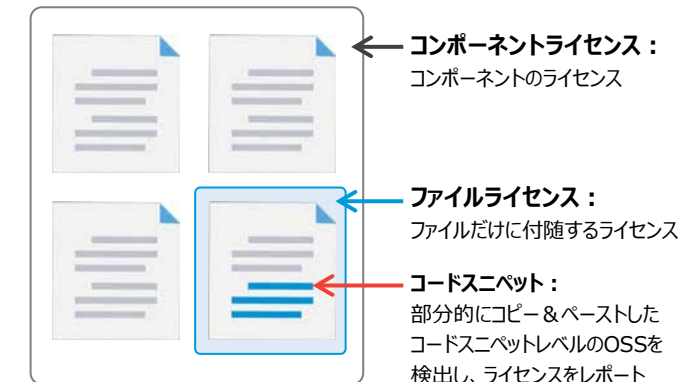 コンポーネントライセンス：
コンポーネントのライセンス
ファイルライセンス：
ファイルだけに付随するライセンス
コードスニペット：
部分的にコピー＆ペーストした
コードスニペットレベルのOSSを
検出し、ライセンスをレポート